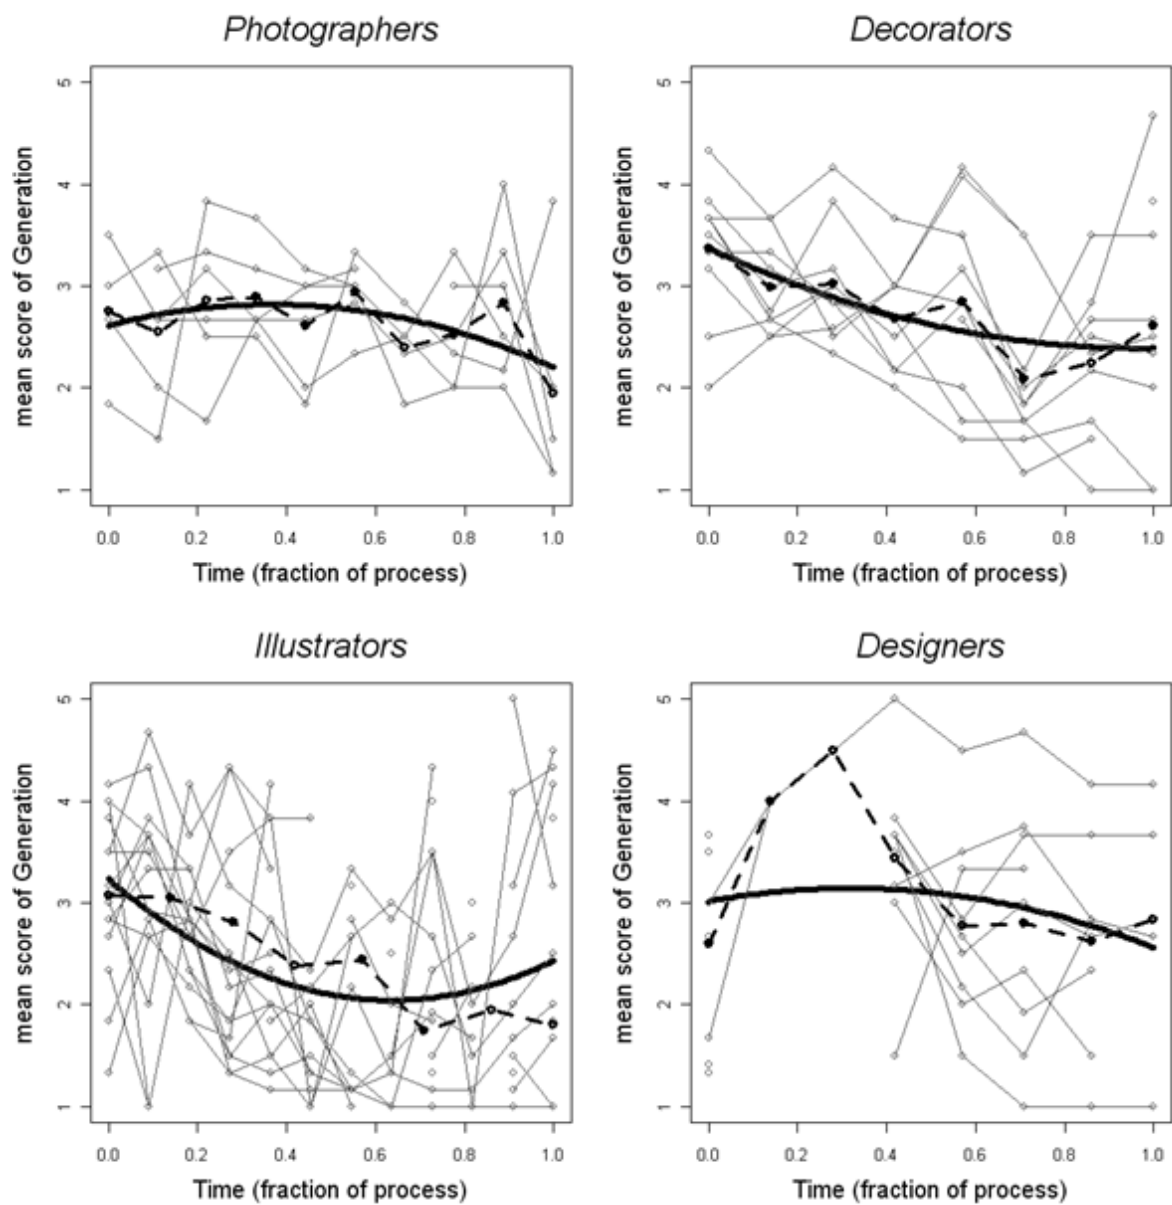 Photographers
Decorators
mean score of Generation
5
4
3
2
1
0.0 0.2 0.4 0.6 0.8 1.0
Time (fraction of process)
mean score of Generation
5
4
3
2
1
0.0 0.2 0.4 0.6 0.8 1.0
Time (fraction of process)
Illustrators
Designers
mean score of Generation
5
4
3
2
1
0.0 0.2 0.4 0.6 0.8 1.0
Time (fraction of process)
mean score of Generation
5
4
3
2
1
0.0 0.2 0.4 0.6 0.8 1.0
Time (fraction of process)